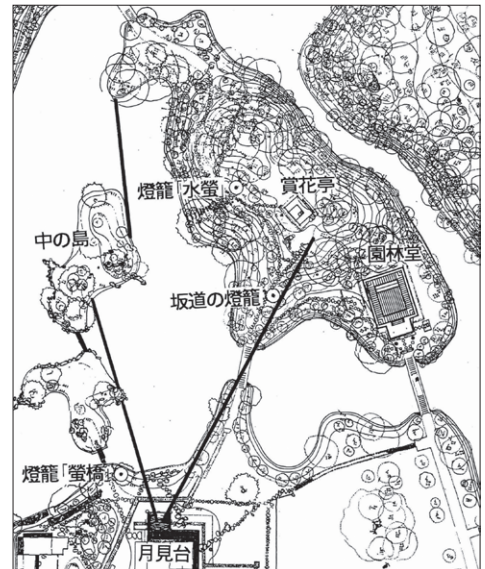 燈籠「水螢」
賞花亭
中の島
園林堂
坂道の燈籠
燈籠「螢橋」
月見台